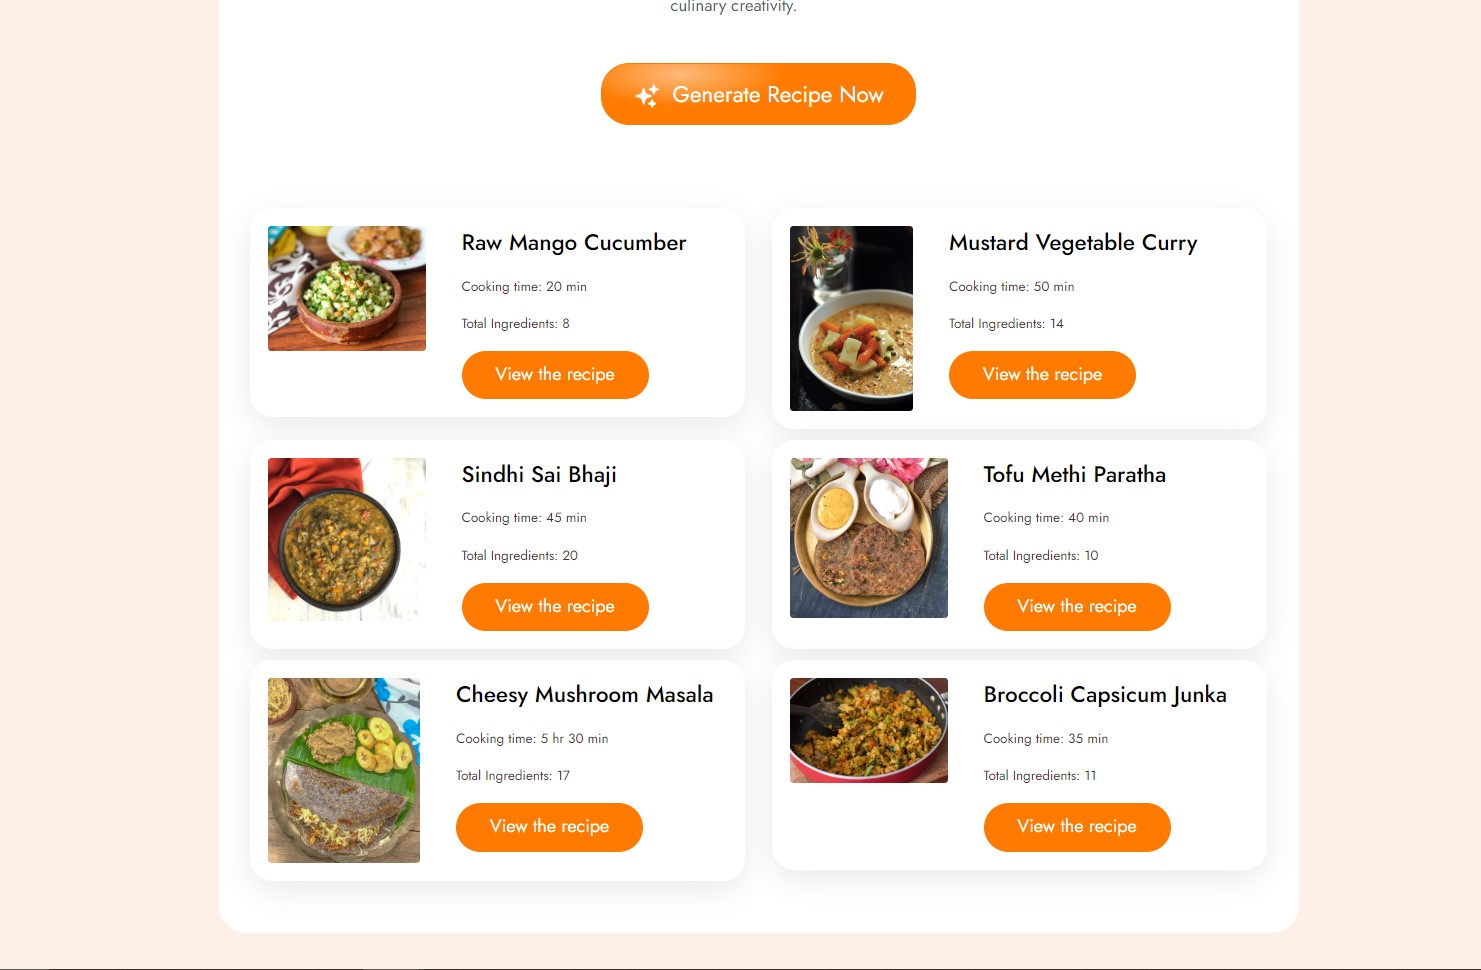 culinary creativity.
Generate Recipe Now
Raw Mango Cucumber
Cooking time: 20 min
Total Ingredients: 8
View the recipe
Mustard Vegetable Curry
Cooking time: 50 min
Total Ingredients: 14
View the recipe
Sindhi Sai Bhaji
Cooking time: 45 min
Total Ingredients: 20
View the recipe
Tofu Methi Paratha
Cooking time: 40 min
Total Ingredients: 10
View the recipe
Cheesy Mushroom Masala
Cooking time: 5 hr 30 min
Total Ingredients: 17
View the recipe
Broccoli Capsicum Junka
Cooking time: 35 min
Total Ingredients: 11
View the recipe